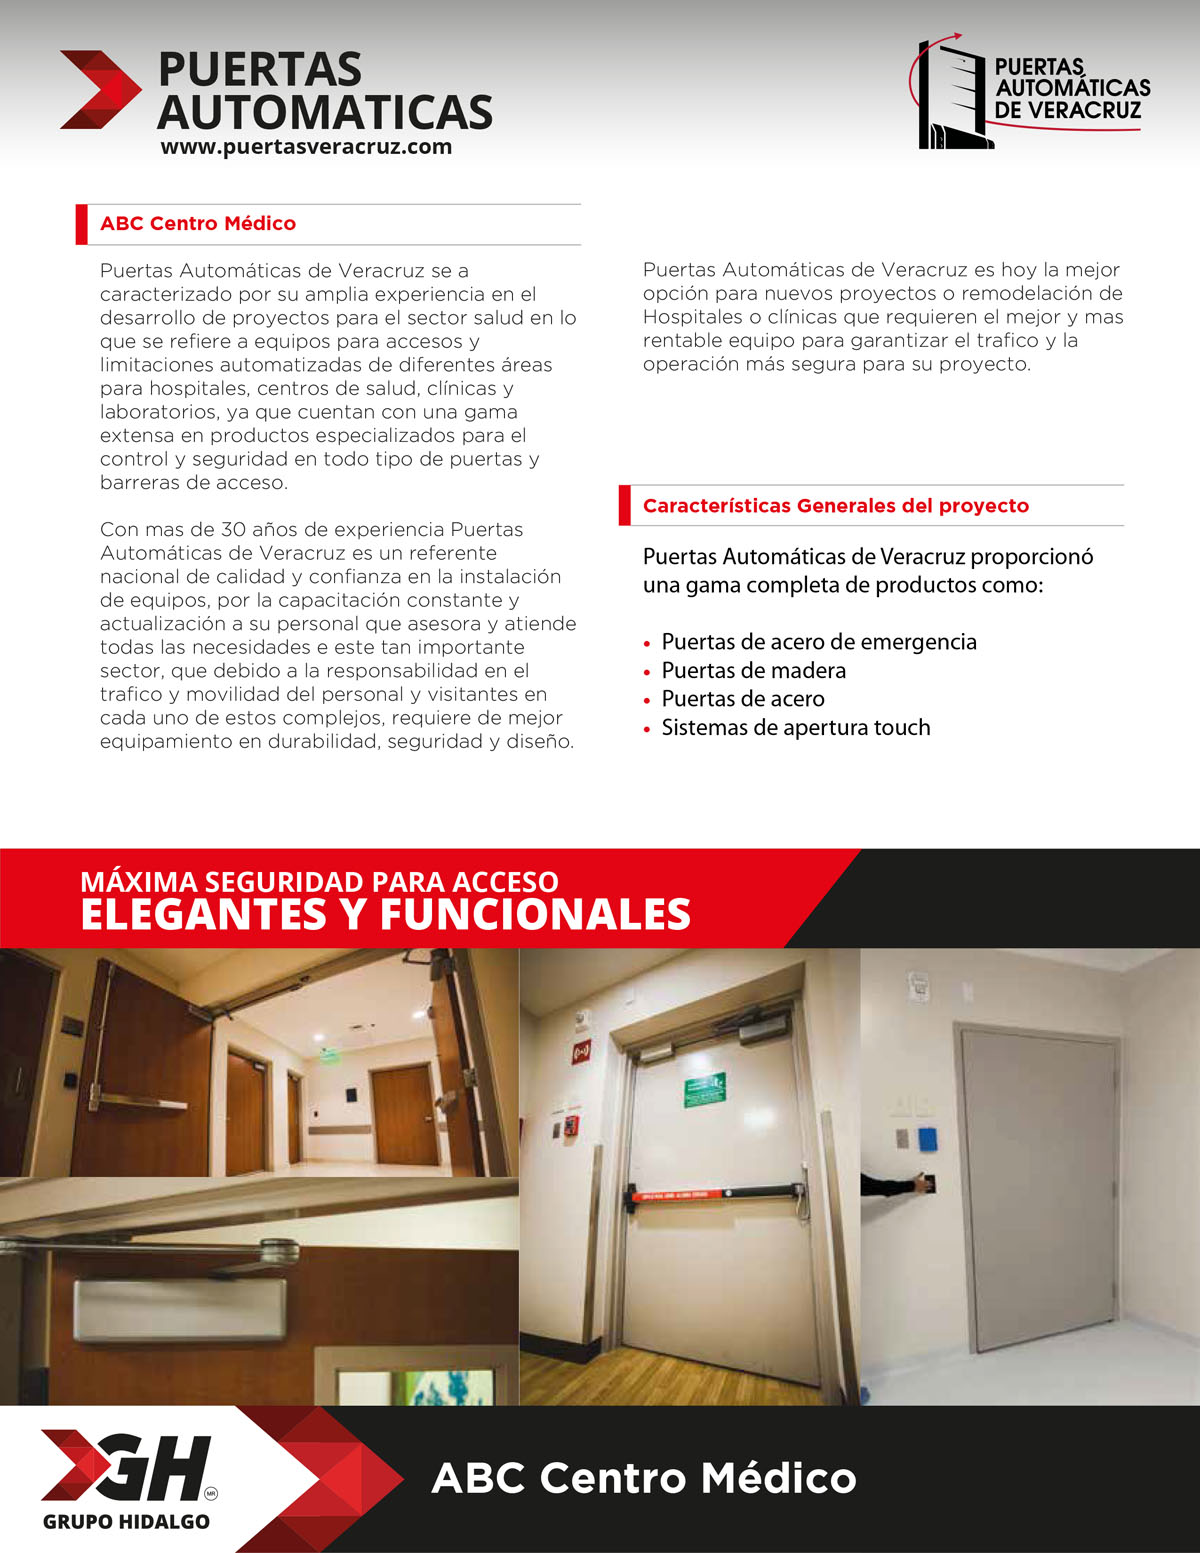 PUERTAS
AUTOMATICAS
www.puertasveracruz.com
PUERTAS
AUTOMÁTICAS
DE VERACRUZ
ABC Centro Médico
Puertas Automáticas de Veracruz se a
caracterizado por su amplia experiencia en el
desarrollo de proyectos para el sector salud en lo
que se refiere a equipos para accesos y
limitaciones automatizadas de diferentes áreas
para hospitales, centros de salud, clínicas y
laboratorios, ya que cuentan con una gama
extensa en productos especializados para el
control y seguridad en todo tipo de puertas y
barreras de acceso.
Con mas de 30 años de experiencia Puertas
Automáticas de Veracruz es un referente
nacional de calidad y confianza en la instalación
de equipos, por la capacitación constante y
actualización a su personal que asesora y atiende
todas las necesidades e este tan importante
sector, que debido a la responsabilidad en el
trafico y movilidad del personal y visitantes en
cada uno de estos complejos, requiere de mejor
equipamiento en durabilidad, seguridad y diseño.
Puertas Automáticas de Veracruz es hoy la mejor
opción para nuevos proyectos o remodelación de
Hospitales o clínicas que requieren el mejor y mas
rentable equipo para garantizar el trafico y la
operación más segura para su proyecto.
Características Generales del proyecto
Puertas Automáticas de Veracruz proporcionó
una gama completa de productos como:
• Puertas de acero de emergencia
• Puertas de madera
• Puertas de acero
• Sistemas de apertura touch
MÁXIMA SEGURIDAD PARA ACCESO
ELEGANTES Y FUNCIONALES
GH
MR
GRUPO HIDALGO
ABC Centro Médico